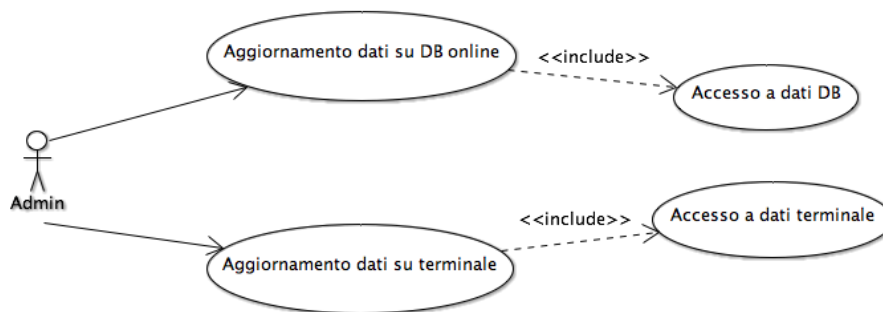 Aggiornamento dati su DB online
<<include>>
Accesso a dati DB
Admin
<<include>>
Accesso a dati terminale
Aggiornamento dati su terminale